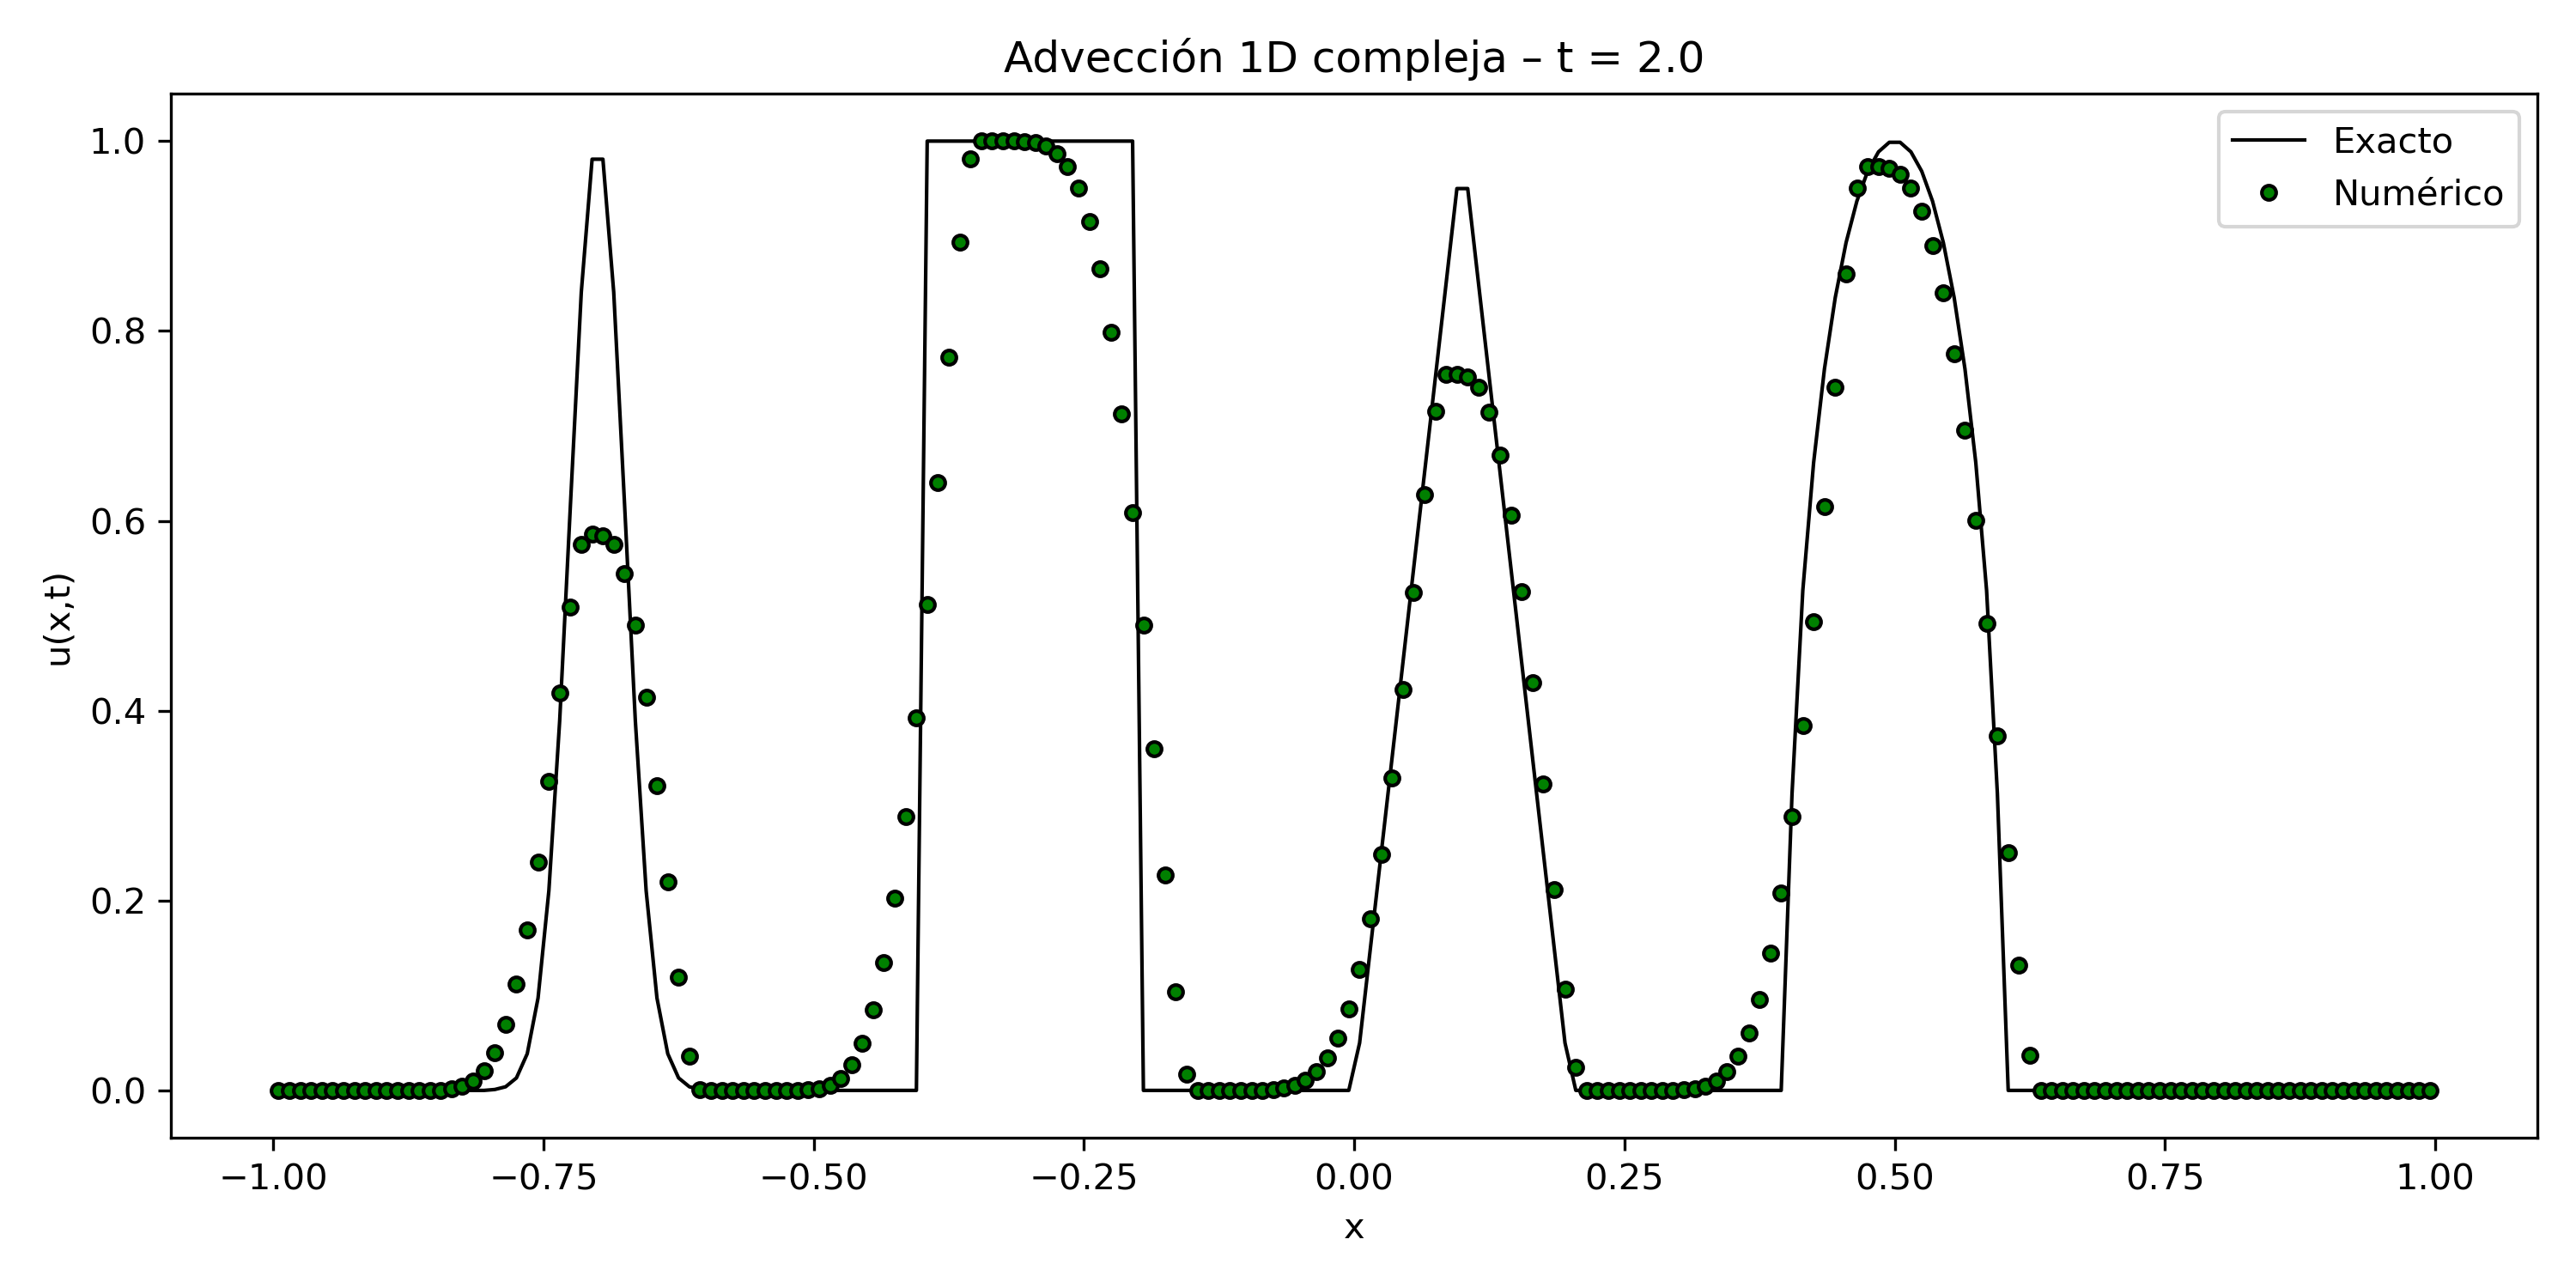 Advección 1D compleja – t = 2.0
Exacto
Numérico
u(x,t)
1.0
0.8
0.6
0.4
0.2
0.0
−1.00 −0.75 −0.50 −0.25 0.00 0.25 0.50 0.75 1.00
x